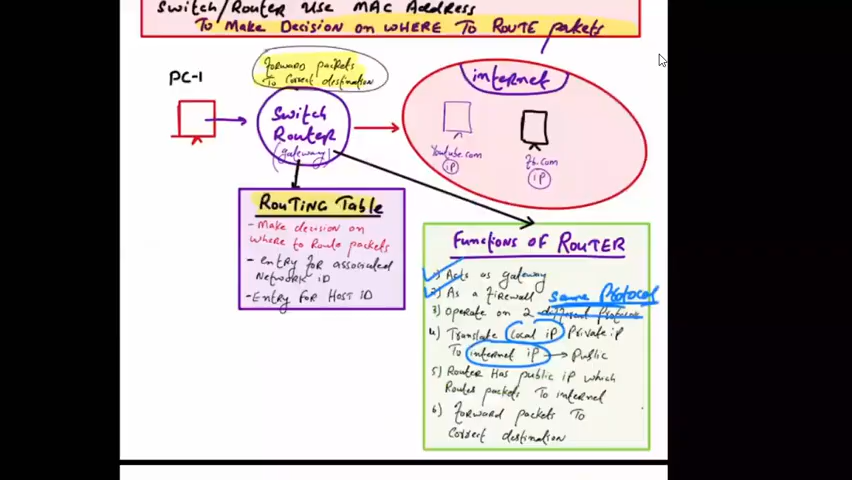 Switch/Router Use MAC Address
To Make Decision on WHERE To ROUTE packets
Forward packets
To Correct destination
PC-1
Switch
Router
(gateway)
internet
Youtube.com
IP
fb.com
IP
ROUTING Table
- Make decision on
where to Route packets
- entry for associated
Network ID
- Entry FOR HOST ID
Functions OF ROUTER
1) Acts as gateway
2) As a Firewall
same Protocol
3) Operate on 2 different Protocols
4) Translate Local iP Private iP
To internet iP → Public
5) Router Has public iP which
Routes packets To internet
6) Forward packets To
Correct destination